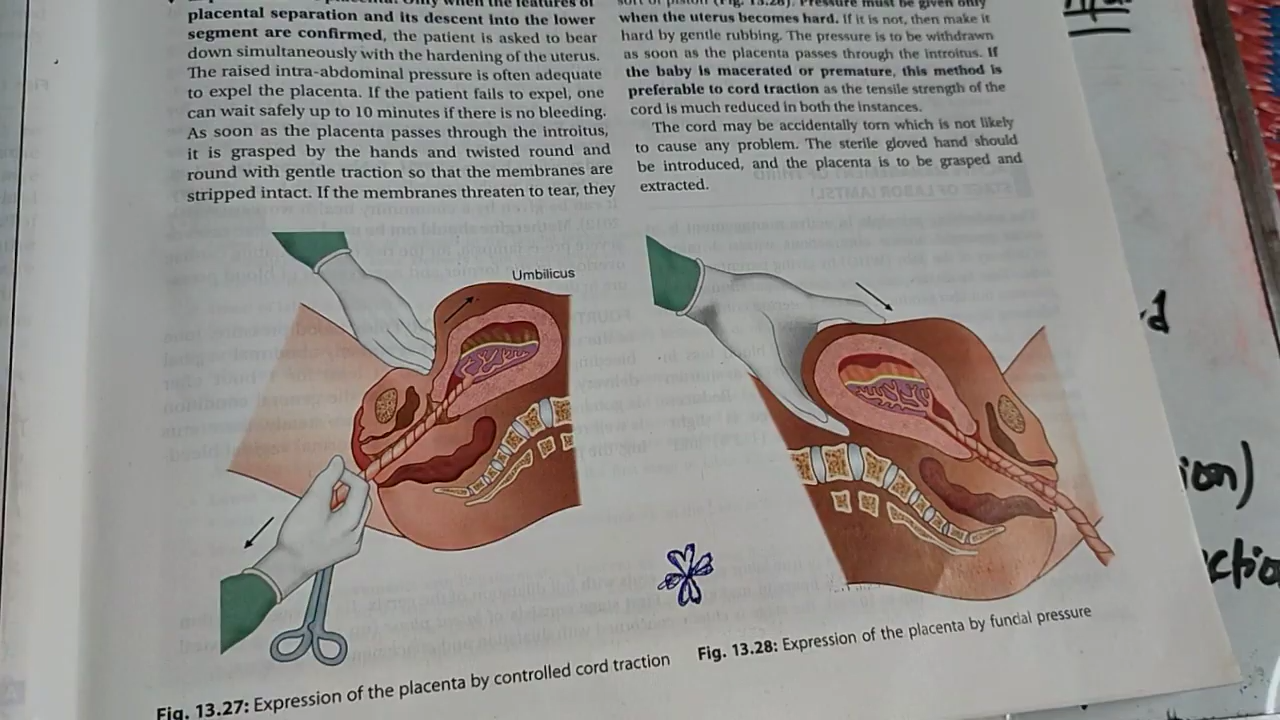 placental separation and its descent into the lower
segment are confirmed, the patient is asked to bear
down simultaneously with the hardening of the uterus.
The raised intra-abdominal pressure is often adequate
to expel the placenta. If the patient fails to expel, one
can wait safely up to 10 minutes if there is no bleeding.
As soon as the placenta passes through the introitus,
it is grasped by the hands and twisted round and
round with gentle traction so that the membranes are
stripped intact. If the membranes threaten to tear, they
when the uterus becomes hard. If it is not, then make it
hard by gentle rubbing. The pressure is to be withdrawn
as soon as the placenta passes through the introitus. If
the baby is macerated or premature, this method is
preferable to cord traction as the tensile strength of the
cord is much reduced in both the instances.
The cord may be accidentally torn which is not likely
to cause any problem. The sterile gloved hand should
be introduced, and the placenta is to be grasped and
extracted.
Umbilicus
Fig. 13.27: Expression of the placenta by controlled cord traction
Fig. 13.28: Expression of the placenta by fundal pressure